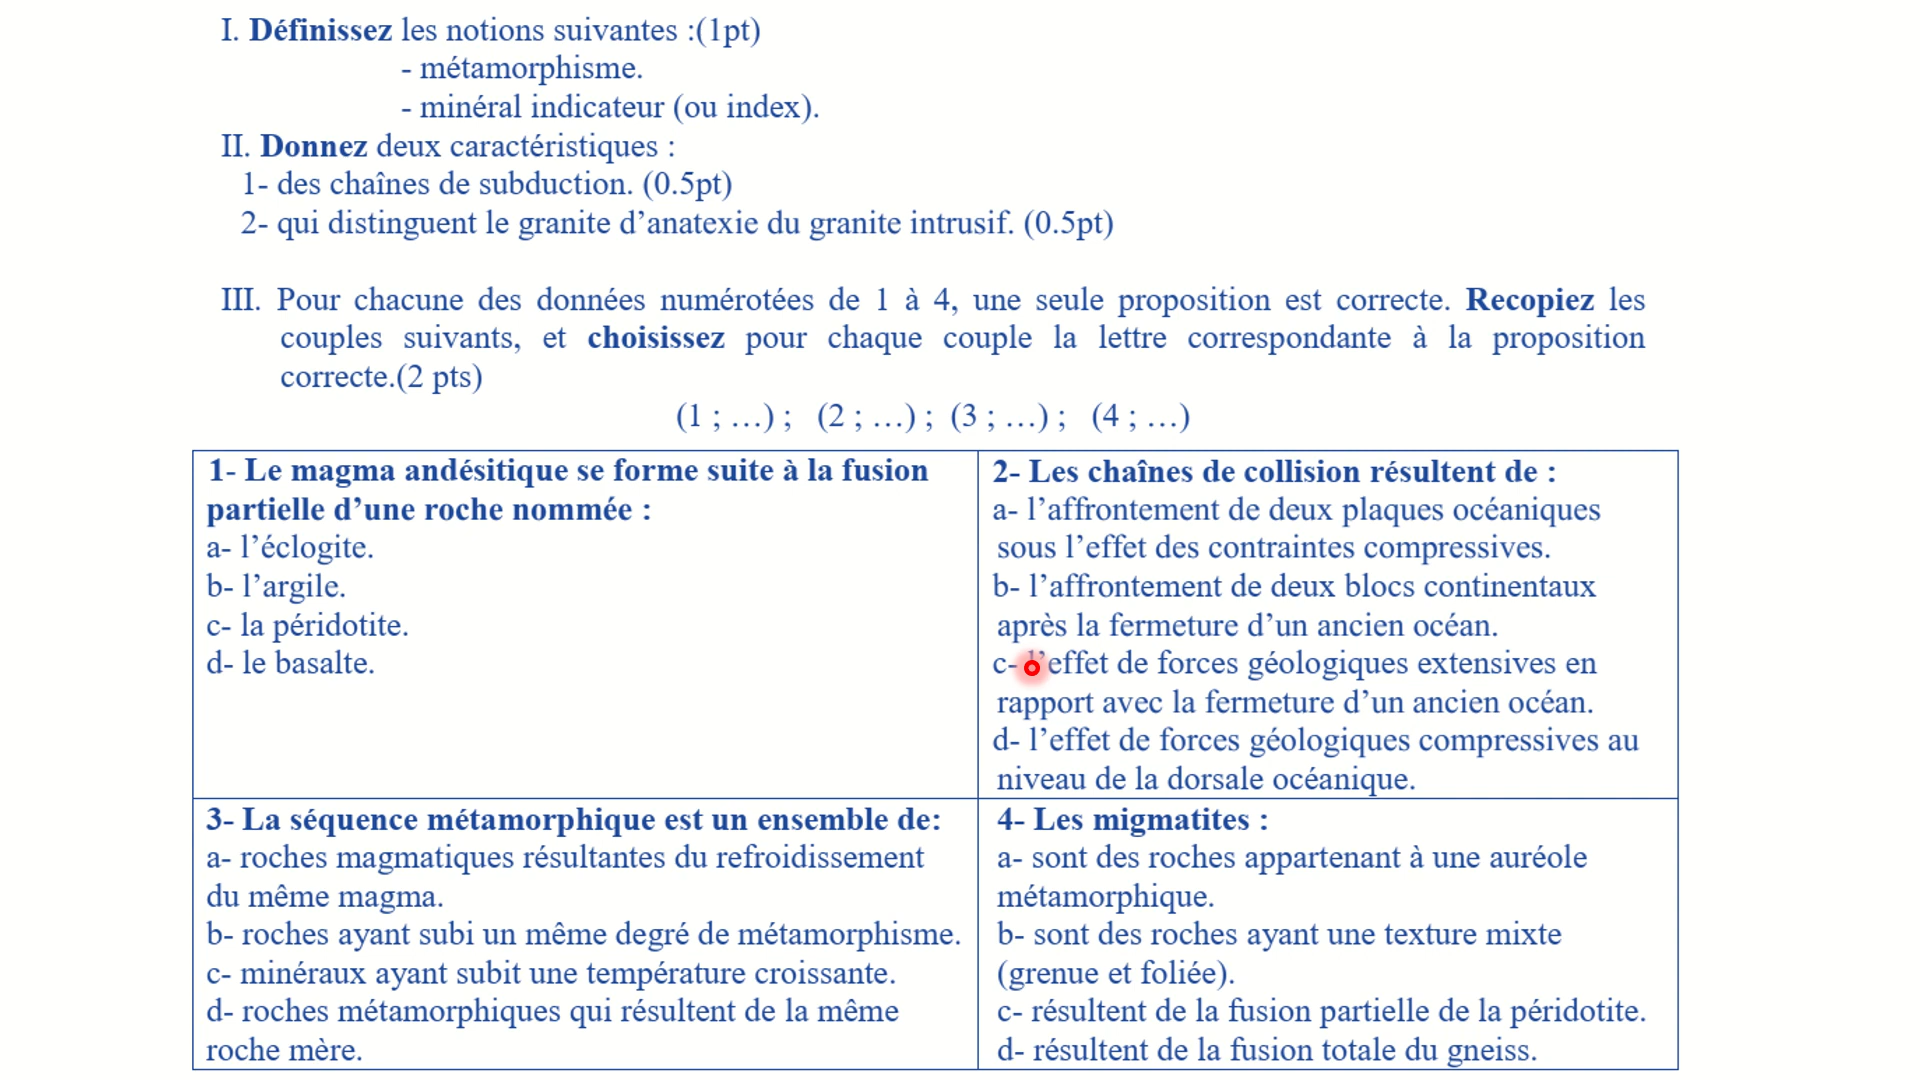 I. Définissez les notions suivantes :(1pt)
- métamorphisme.
- minéral indicateur (ou index).
II. Donnez deux caractéristiques :
1- des chaînes de subduction. (0.5pt)
2- qui distinguent le granite d’anatexie du granite intrusif. (0.5pt)
III. Pour chacune des données numérotées de 1 à 4, une seule proposition est correcte. Recopiez les
couples suivants, et choisissez pour chaque couple la lettre correspondante à la proposition
correcte.(2 pts)
(1 ; …) ; (2 ; …) ; (3 ; …) ; (4 ; …)
1- Le magma andésitique se forme suite à la fusion
partielle d’une roche nommée :
a- l’éclogite.
b- l’argile.
c- la péridotite.
d- le basalte.
2- Les chaînes de collision résultent de :
a- l’affrontement de deux plaques océaniques
sous l’effet des contraintes compressives.
b- l’affrontement de deux blocs continentaux
après la fermeture d’un ancien océan.
c- l’effet de forces géologiques extensives en
rapport avec la fermeture d’un ancien océan.
d- l’effet de forces géologiques compressives au
niveau de la dorsale océanique.
3- La séquence métamorphique est un ensemble de:
a- roches magmatiques résultantes du refroidissement
du même magma.
b- roches ayant subi un même degré de métamorphisme.
c- minéraux ayant subit une température croissante.
d- roches métamorphiques qui résultent de la même
roche mère.
4- Les migmatites :
a- sont des roches appartenant à une auréole
métamorphique.
b- sont des roches ayant une texture mixte
(grenue et foliée).
c- résultent de la fusion partielle de la péridotite.
d- résultent de la fusion totale du gneiss.